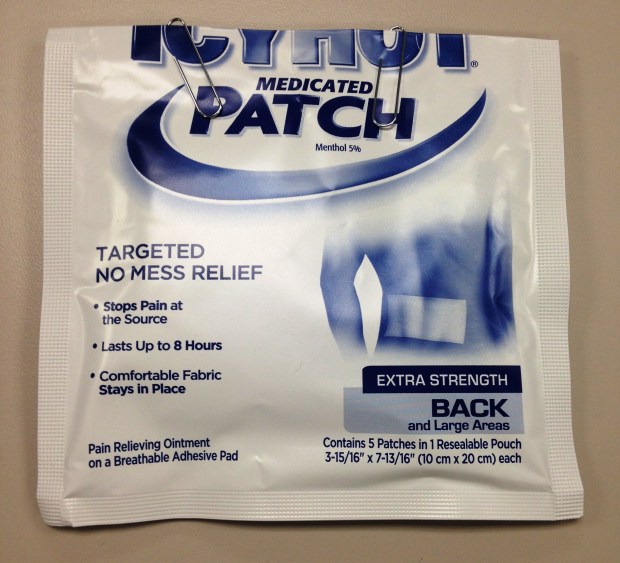 ICYHOT®
MEDICATED
PATCH
Menthol 5%
TARGETED
NO MESS RELIEF
• Stops Pain at
the Source
• Lasts Up to 8 Hours
• Comfortable Fabric
Stays in Place
EXTRA STRENGTH
BACK
and Large Areas
Pain Relieving Ointment
on a Breathable Adhesive Pad
Contains 5 Patches in 1 Resealable Pouch
3-15/16" x 7-13/16" (10 cm x 20 cm) each